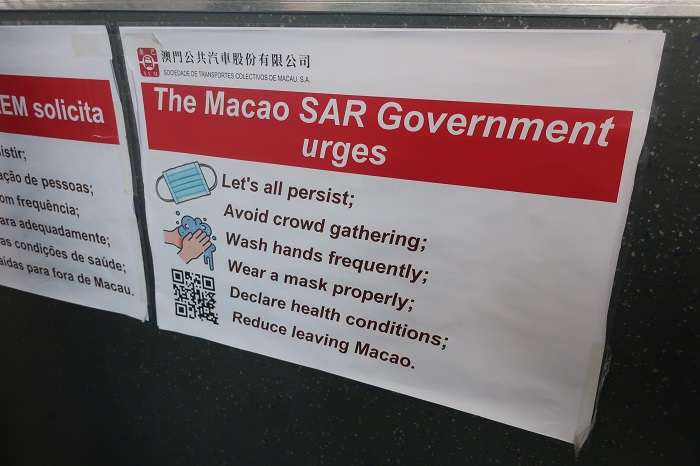 EM solicita
istir;
ação de pessoas;
om frequência;
ara adequadamente;
as condições de saúde;
aídas para fora de Macau.
澳門公共汽車股份有限公司
SOCIEDADE DE TRANSPORTES COLECTIVOS DE MACAU, S.A.
The Macao SAR Government
urges
Let's all persist;
Avoid crowd gathering;
Wash hands frequently;
Wear a mask properly;
Declare health conditions;
Reduce leaving Macao.